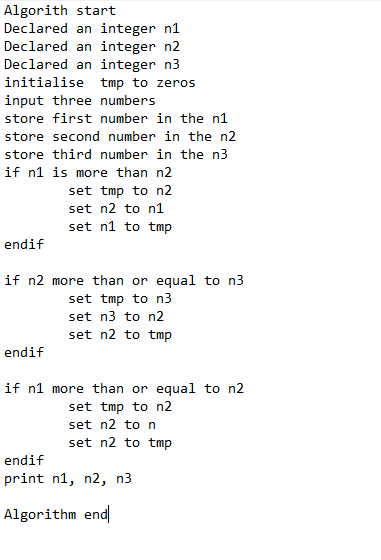 Algorith start
Declared an integer n1
Declared an integer n2
Declared an integer n3
initialise  tmp to zeros
input three numbers
store first number in the n1
store second number in the n2
store third number in the n3
if n1 is more than n2
        set tmp to n2
        set n2 to n1
        set n1 to tmp
endif

if n2 more than or equal to n3
        set tmp to n3
        set n3 to n2
        set n2 to tmp
endif

if n1 more than or equal to n2
        set tmp to n2
        set n2 to n
        set n2 to tmp
endif
print n1, n2, n3

Algorithm end